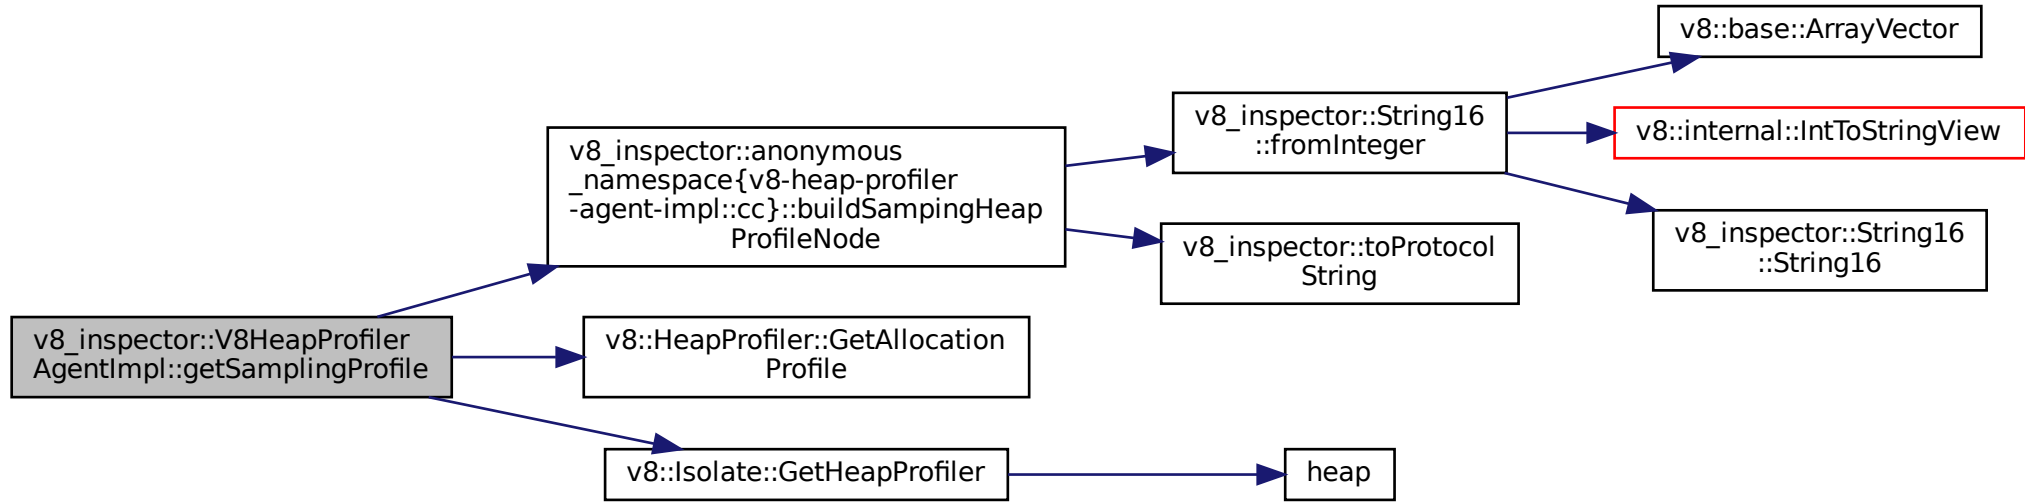 v8::base::ArrayVector
v8_inspector::String16
::fromInteger
v8::internal::IntToStringView
v8_inspector::anonymous
_namespace{v8-heap-profiler
-agent-impl::cc}::buildSampingHeap
ProfileNode
v8_inspector::toProtocol
String
v8_inspector::String16
::String16
v8_inspector::V8HeapProfiler
AgentImpl::getSamplingProfile
v8::HeapProfiler::GetAllocation
Profile
v8::Isolate::GetHeapProfiler
heap